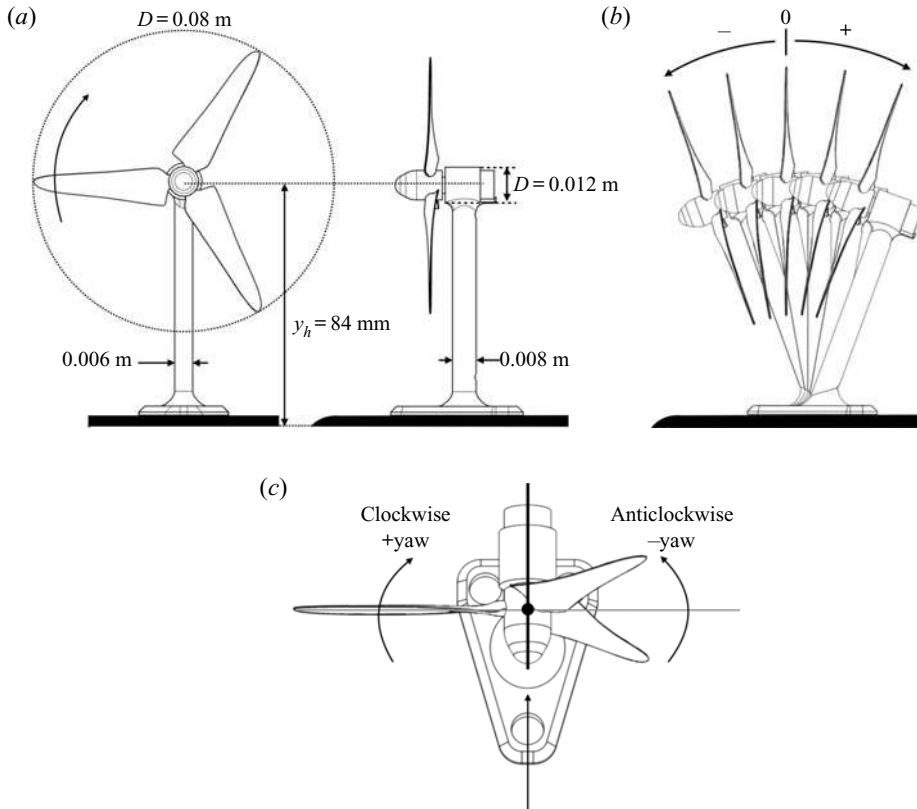 (a)
D = 0.08 m
D = 0.012 m
y_h = 84 mm
0.006 m
0.008 m
(b)
– 0 +
(c)
Clockwise
+yaw
Anticlockwise
–yaw